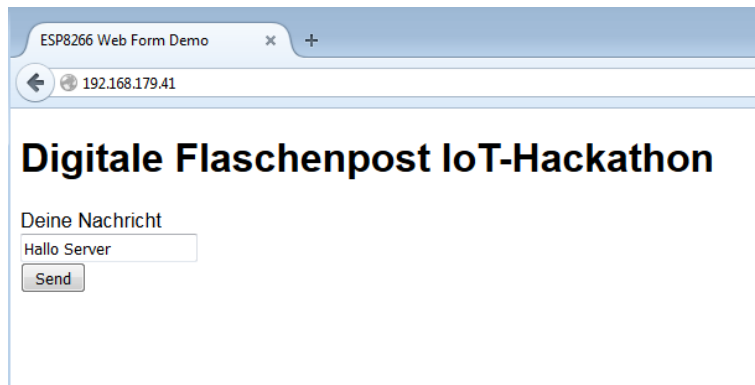 ESP8266 Web Form Demo
192.168.179.41
Digitale Flaschenpost IoT-Hackathon
Deine Nachricht
Hallo Server
Send